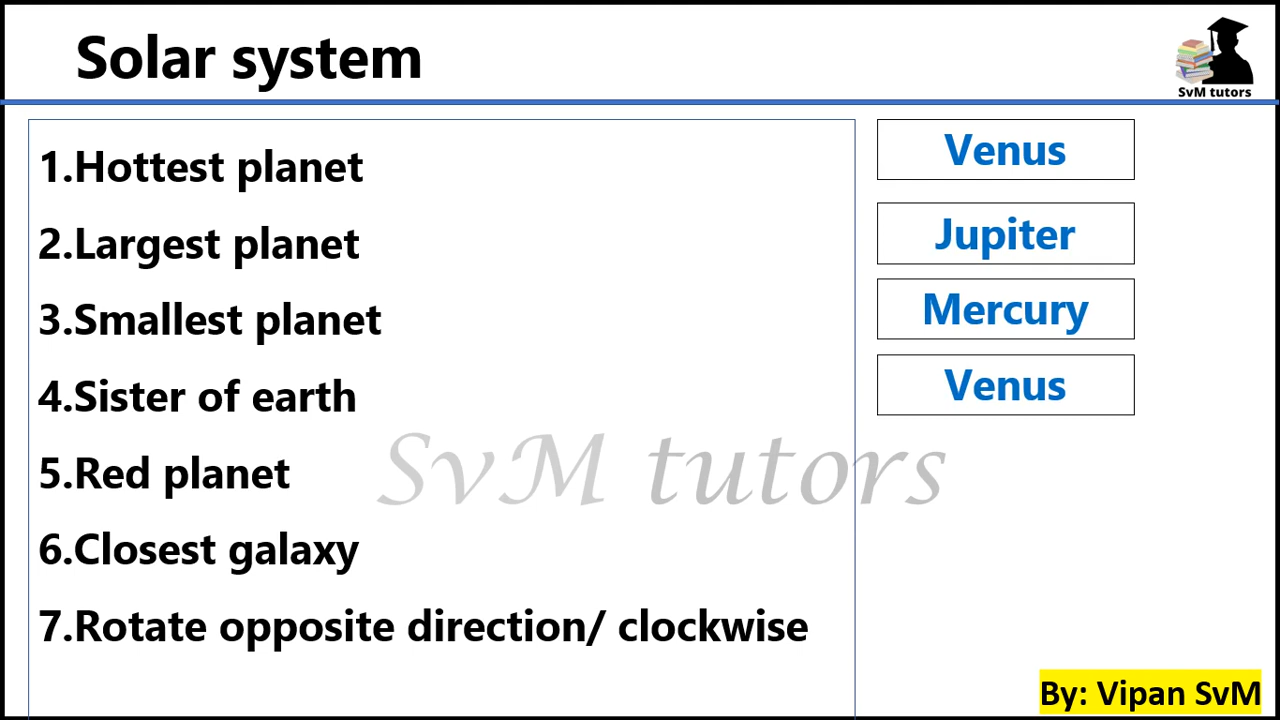 Solar system
SvM tutors
1.Hottest planet
Venus
2.Largest planet
Jupiter
3.Smallest planet
Mercury
4.Sister of earth
Venus
5.Red planet
SvM tutors
6.Closest galaxy
7.Rotate opposite direction/ clockwise
By: Vipan SvM